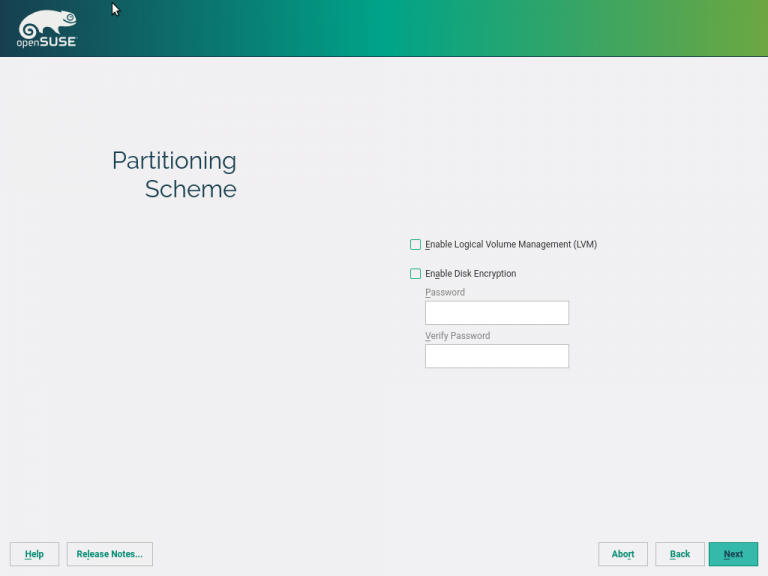 openSUSE
Partitioning
Scheme
Enable Logical Volume Management (LVM)
Enable Disk Encryption
Password
Verify Password
Help
Release Notes...
Abort
Back
Next